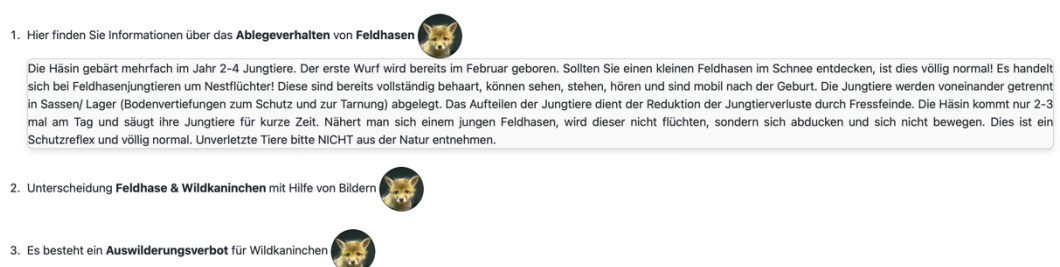 1. Hier finden Sie Informationen über das Ablegeverhalten von Feldhasen
Die Häsin gebärt mehrfach im Jahr 2-4 Jungtiere. Der erste Wurf wird bereits im Februar geboren. Sollten Sie einen kleinen Feldhasen im Schnee entdecken, ist dies völlig normal! Es handelt
sich bei Feldhasenjungtieren um Nestflüchter! Diese sind bereits vollständig behaart, können sehen, stehen, hören und sind mobil nach der Geburt. Die Jungtiere werden voneinander getrennt
in Sassen/ Lager (Bodenvertiefungen zum Schutz und zur Tarnung) abgelegt. Das Aufteilen der Jungtiere dient der Reduktion der Jungtierverluste durch Fressfeinde. Die Häsin kommt nur 2-3
mal am Tag und säugt ihre Jungtiere für kurze Zeit. Nähert man sich einem jungen Feldhasen, wird dieser nicht flüchten, sondern sich abducken und sich nicht bewegen. Dies ist ein
Schutzreflex und völlig normal. Unverletzte Tiere bitte NICHT aus der Natur entnehmen.
2. Unterscheidung Feldhase & Wildkaninchen mit Hilfe von Bildern
3. Es besteht ein Auswilderungsverbot für Wildkaninchen